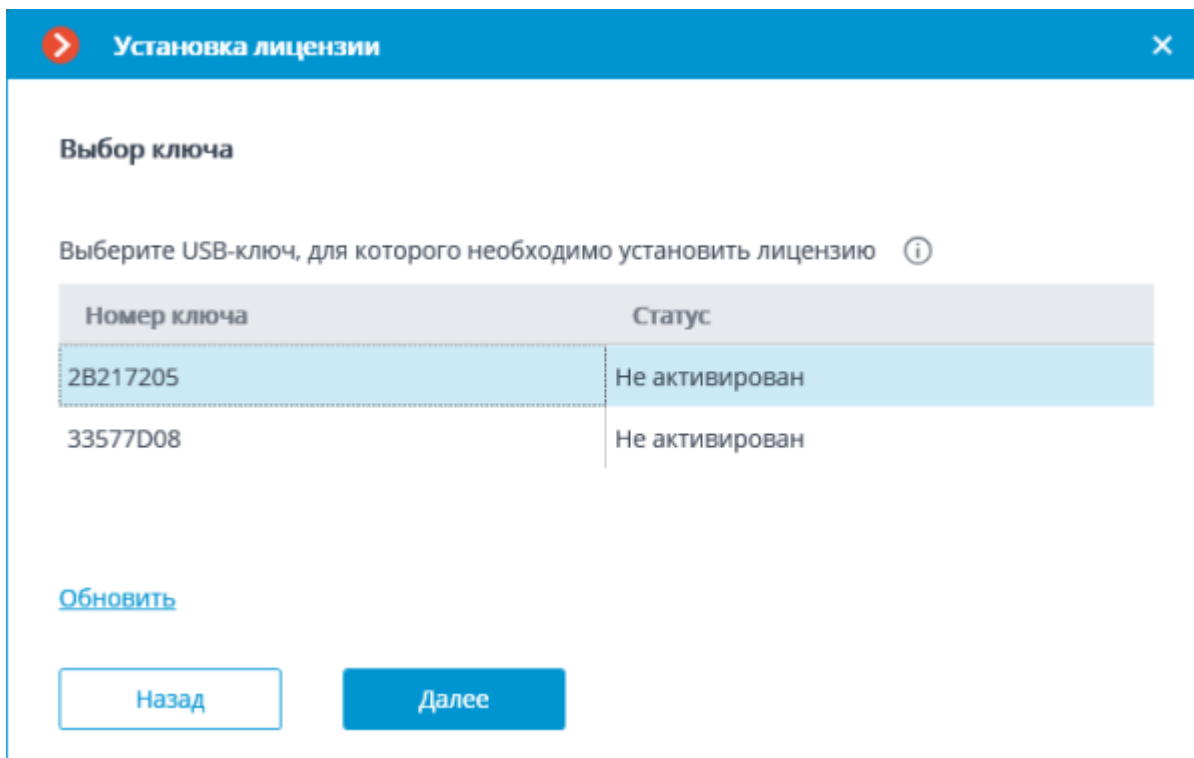 Установка лицензии
Выбор ключа
Выберите USB-ключ, для которого необходимо установить лицензию
Номер ключа Статус
2B217205 Не активирован
33577D08 Не активирован
Обновить
Назад Далее